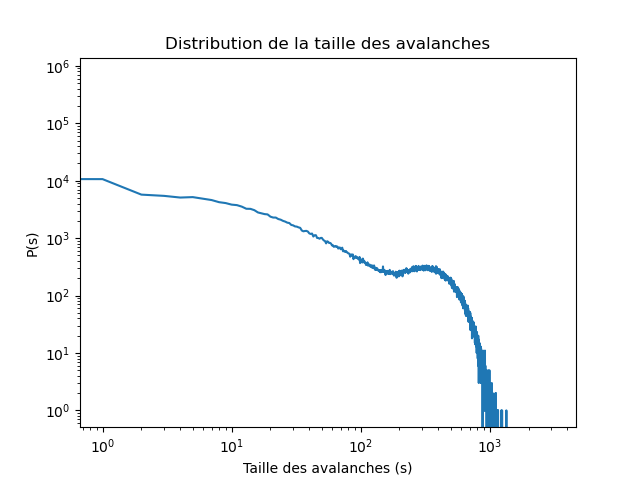 Distribution de la taille des avalanches
10⁶
10⁵
10⁴
10³
10²
10¹
10⁰
P(s)
10⁰ 10¹ 10² 10³
Taille des avalanches (s)